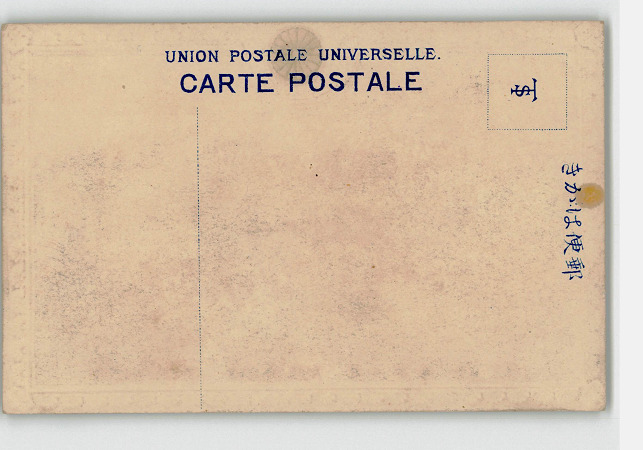 UNION POSTALE UNIVERSELLE.
CARTE POSTALE
郵便はがき